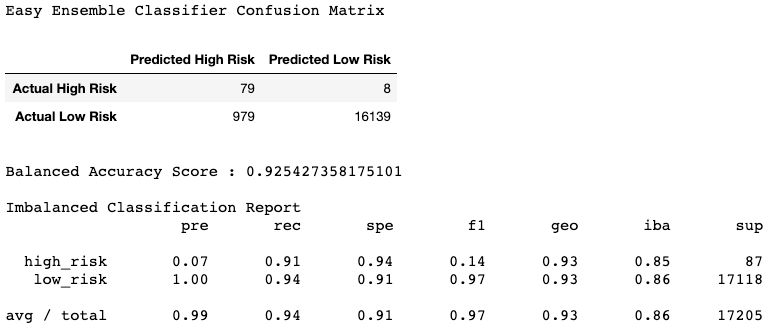 Easy Ensemble Classifier Confusion Matrix
Predicted High Risk Predicted Low Risk
Actual High Risk 79 8
Actual Low Risk 979 16139
Balanced Accuracy Score : 0.925427358175101
Imbalanced Classification Report
pre rec spe f1 geo iba sup
high_risk 0.07 0.91 0.94 0.14 0.93 0.85 87
low_risk 1.00 0.94 0.91 0.97 0.93 0.86 17118
avg / total 0.99 0.94 0.91 0.97 0.93 0.86 17205